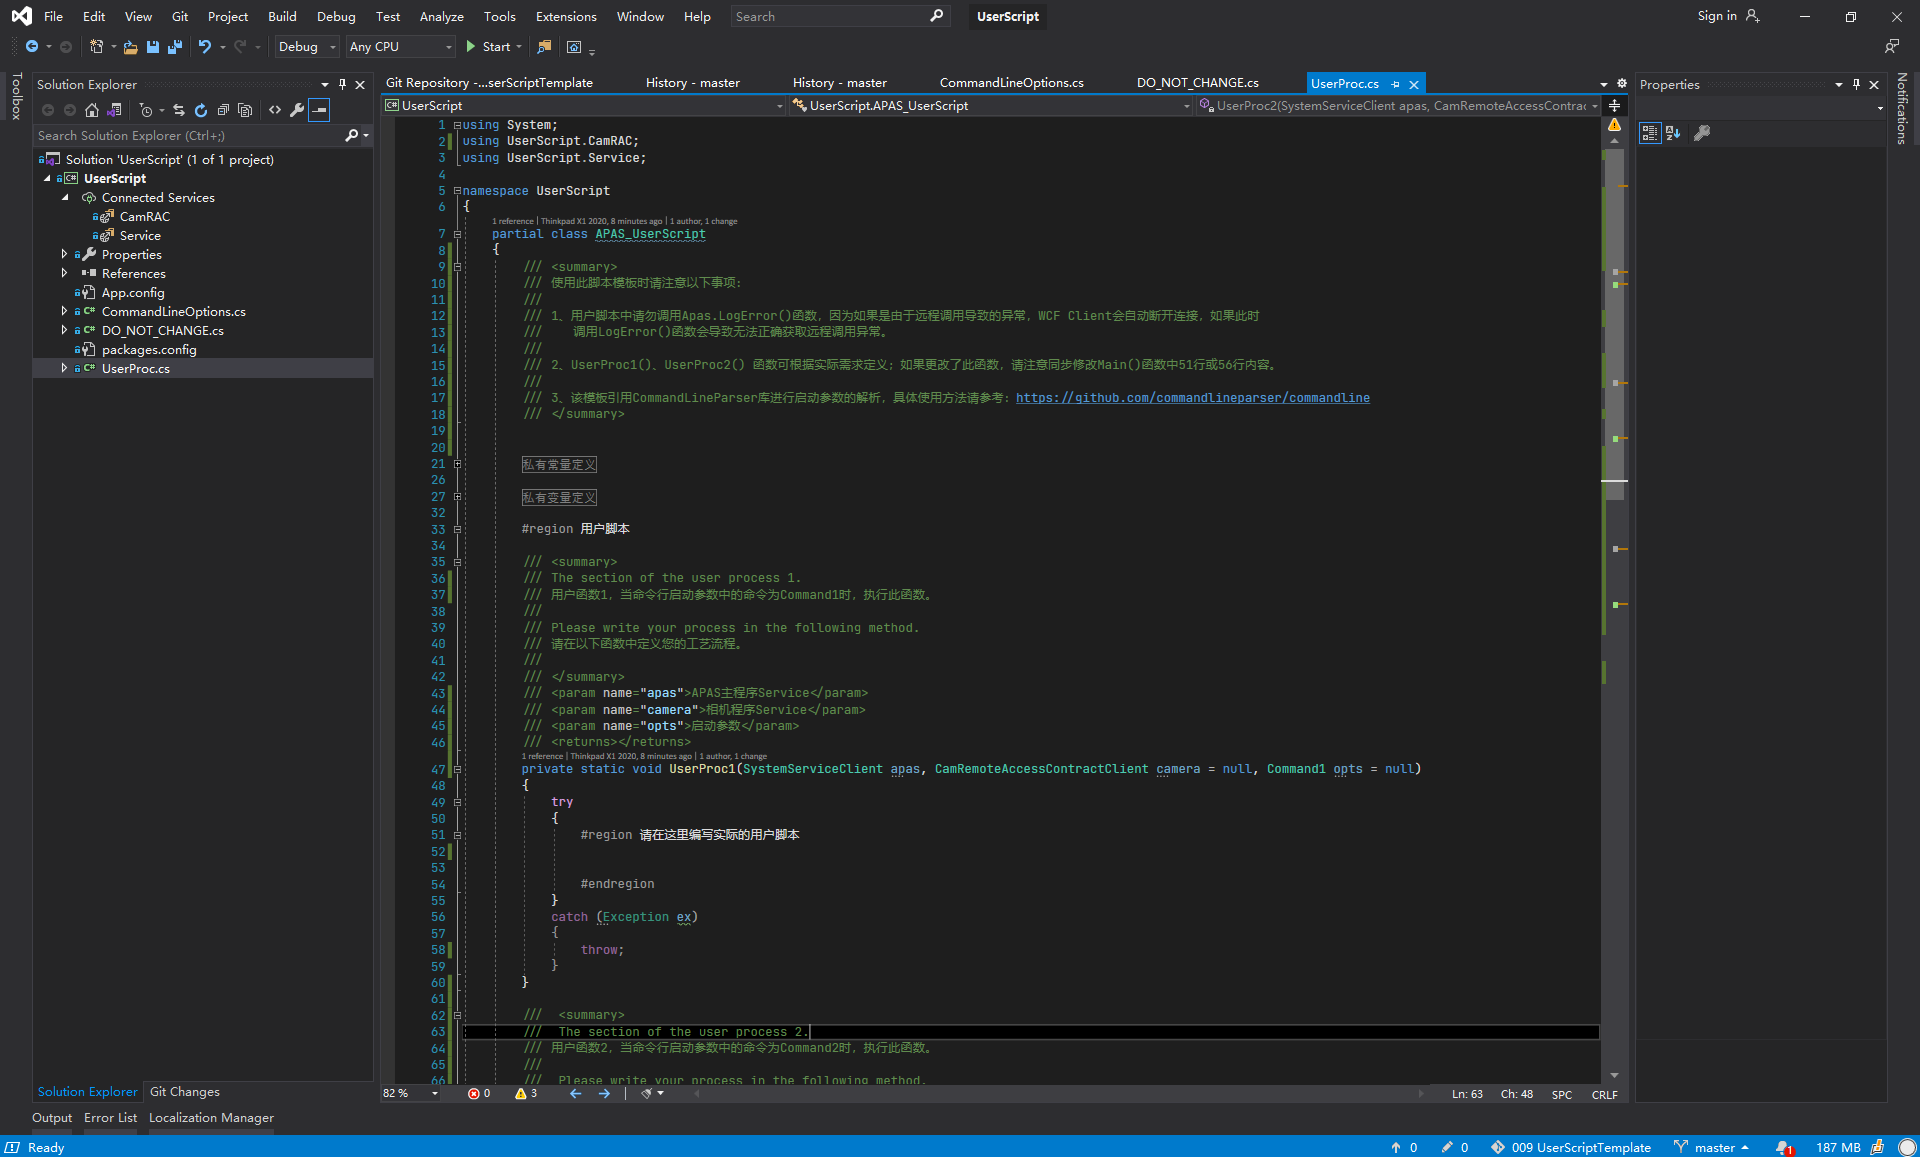 File Edit View Git Project Build Debug Test Analyze Tools Extensions Window Help Search UserScript Sign in
Debug Any CPU Start
Toolbox
Solution Explorer
Search Solution Explorer (Ctrl+;)
Solution 'UserScript' (1 of 1 project)
UserScript
Connected Services
CamRAC
Service
Properties
References
App.config
CommandLineOptions.cs
DO_NOT_CHANGE.cs
packages.config
UserProc.cs
Solution Explorer Git Changes
Git Repository -...serScriptTemplate History - master History - master CommandLineOptions.cs DO_NOT_CHANGE.cs UserProc.cs
UserScript UserScript.APAS_UserScript UserProc2(SystemServiceClient apas, CamRemoteAccessContrac
1 using System;
2 using UserScript.CamRAC;
3 using UserScript.Service;
4
5 namespace UserScript
6 {
1 reference | Thinkpad X1 2020, 8 minutes ago | 1 author, 1 change
7 partial class APAS_UserScript
8 {
9 /// <summary>
10 /// 使用此脚本模板时请注意以下事项:
11 ///
12 /// 1、用户脚本中请勿调用Apas.LogError()函数，因为如果是由于远程调用导致的异常，WCF Client会自动断开连接，如果此时
13 /// 调用LogError()函数会导致无法正确获取远程调用异常。
14 ///
15 /// 2、UserProc1()、UserProc2() 函数可根据实际需求定义；如果更改了此函数，请注意同步修改Main()函数中51行或56行内容。
16 ///
17 /// 3、该模板引用CommandLineParser库进行启动参数的解析，具体使用方法请参考：https://github.com/commandlineparser/commandline
18 /// </summary>
19
20
21 私有常量定义
26
27 私有变量定义
32
33 #region 用户脚本
34
35 /// <summary>
36 /// The section of the user process 1.
37 /// 用户函数1，当命令行启动参数中的命令为Command1时，执行此函数。
38 ///
39 /// Please write your process in the following method.
40 /// 请在以下函数中定义您的工艺流程。
41 ///
42 /// </summary>
43 /// <param name="apas">APAS主程序Service</param>
44 /// <param name="camera">相机程序Service</param>
45 /// <param name="opts">启动参数</param>
46 /// <returns></returns>
1 reference | Thinkpad X1 2020, 8 minutes ago | 1 author, 1 change
47 private static void UserProc1(SystemServiceClient apas, CamRemoteAccessContractClient camera = null, Command1 opts = null)
48 {
49 try
50 {
51 #region 请在这里编写实际的用户脚本
52
53
54 #endregion
55 }
56 catch (Exception ex)
57 {
58 throw;
59 }
60 }
61
62 /// <summary>
63 /// The section of the user process 2.
64 /// 用户函数2，当命令行启动参数中的命令为Command2时，执行此函数。
65 ///
66 /// Please write your process in the following method.
82 % 0 3 Ln: 63 Ch: 48 SPC CRLF
Properties
Notifications
Output Error List Localization Manager
Ready 0 0 009 UserScriptTemplate master 1 187 MB